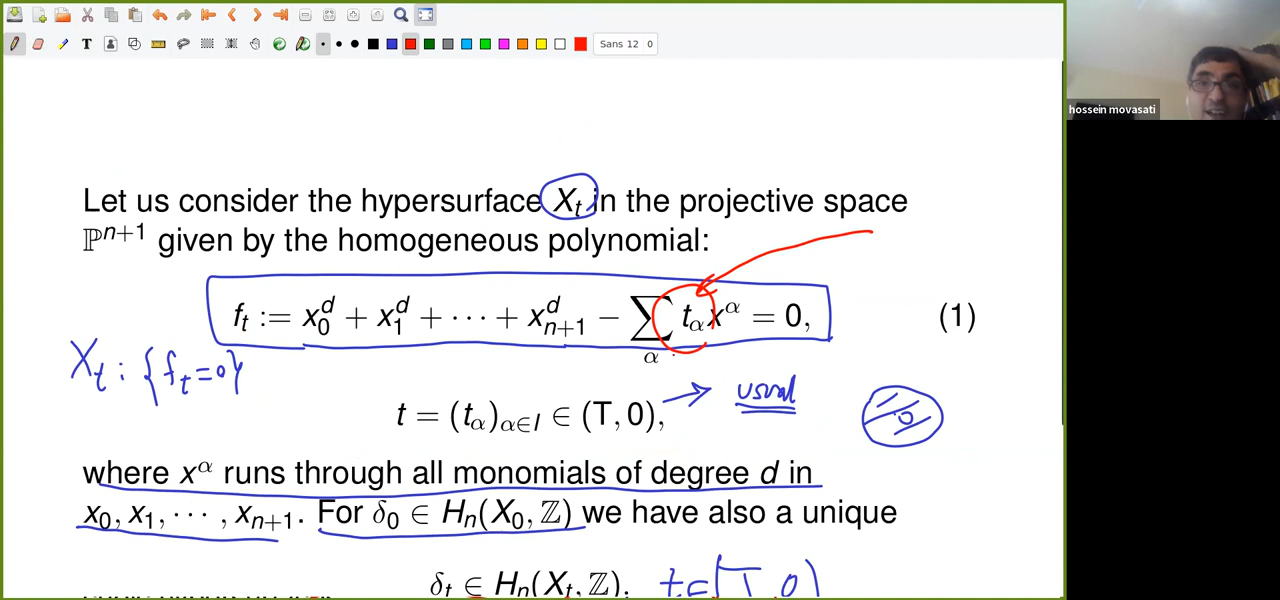 Sans 12 0
hossein movasati
Let us consider the hypersurface X_t in the projective space
ℙ^{n+1} given by the homogeneous polynomial:
f_t := x_0^d + x_1^d + ⋯ + x_{n+1}^d − ∑_α t_α x^α = 0, (1)
X_t : {f_t=0}
t = (t_α)_{α∈I} ∈ (T, 0), → usual
0
where x^α runs through all monomials of degree d in
x_0, x_1, ⋯ , x_{n+1}. For δ_0 ∈ H_n(X_0, ℤ) we have also a unique
δ_t ∈ H_n(X_t, ℤ). t∈(T,0)